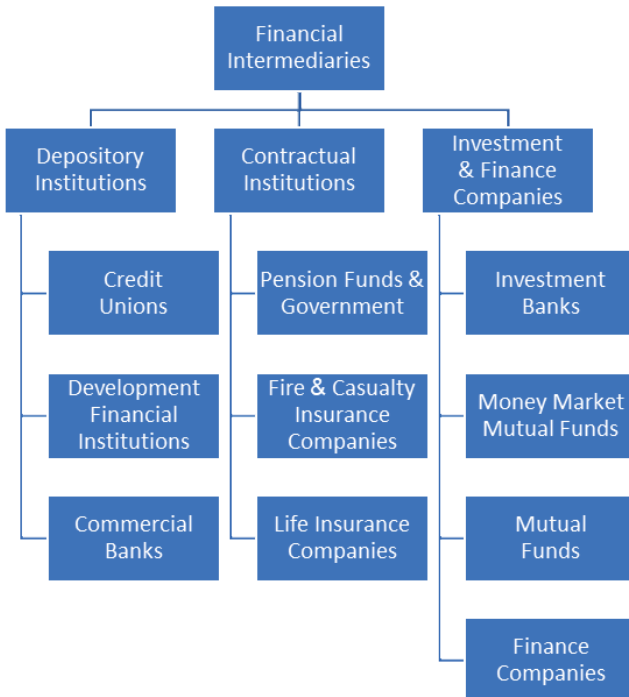 Financial
Intermediaries
Depository
Institutions
Contractual
Institutions
Investment
& Finance
Companies
Credit
Unions
Pension Funds &
Government
Investment
Banks
Development
Financial
Institutions
Fire & Casualty
Insurance
Companies
Money Market
Mutual Funds
Commercial
Banks
Life Insurance
Companies
Mutual
Funds
Finance
Companies